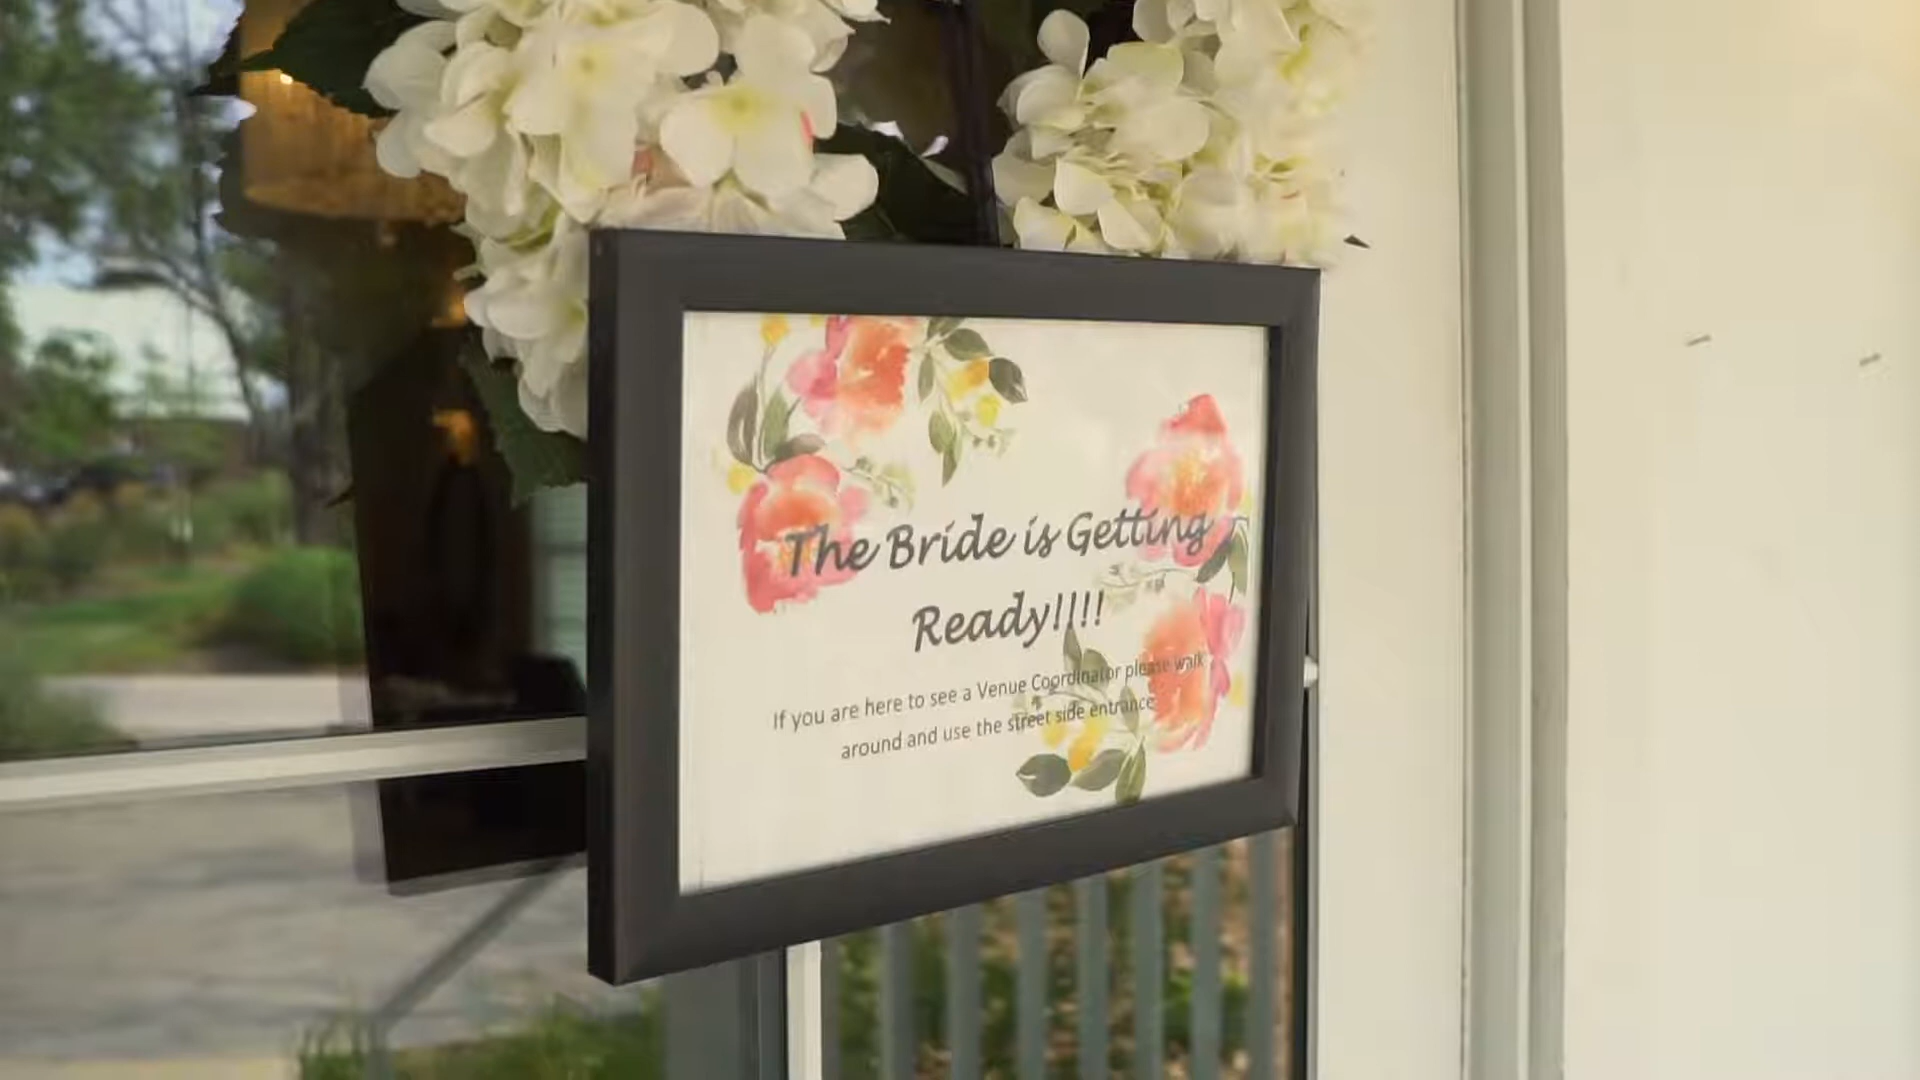 The Bride is Getting
Ready!!!!
If you are here to see a Venue Coordinator please walk
around and use the street side entrance